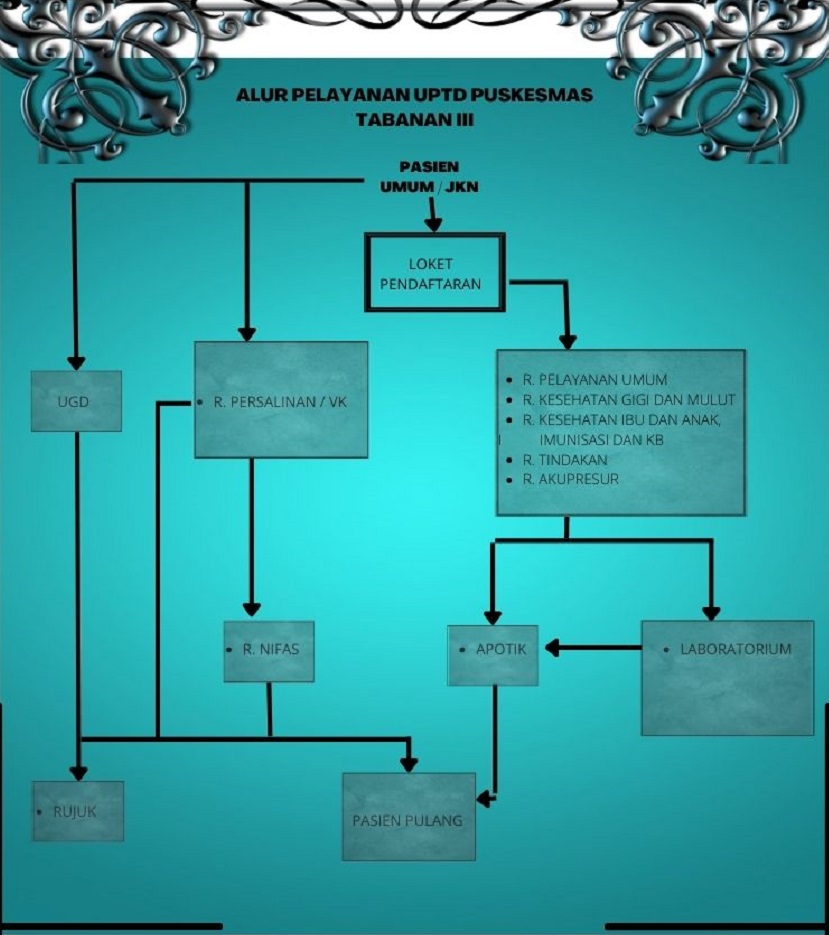 ALUR PELAYANAN UPTD PUSKESMAS
TABANAN III
PASIEN
UMUM / JKN
LOKET
PENDAFTARAN
UGD
• R. PERSALINAN / VK
• R. PELAYANAN UMUM
• R. KESEHATAN GIGI DAN MULUT
• R. KESEHATAN IBU DAN ANAK,
IMUNISASI DAN KB
• R. TINDAKAN
• R. AKUPRESUR
• R. NIFAS
• APOTIK
• LABORATORIUM
• RUJUK
PASIEN PULANG